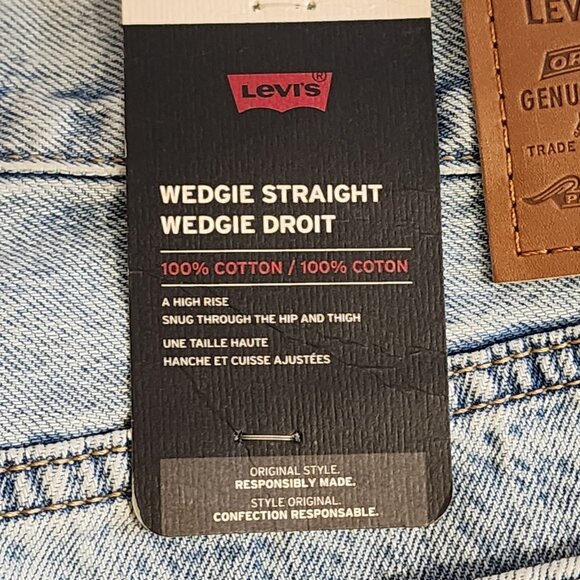 Levi's®
WEDGIE STRAIGHT
WEDGIE DROIT
100% COTTON / 100% COTON
A HIGH RISE
SNUG THROUGH THE HIP AND THIGH
UNE TAILLE HAUTE
HANCHE ET CUISSE AJUSTÉES
ORIGINAL STYLE.
RESPONSIBLY MADE.
STYLE ORIGINAL.
CONFECTION RESPONSABLE.
LEV
OR
GENU
TRADE
P